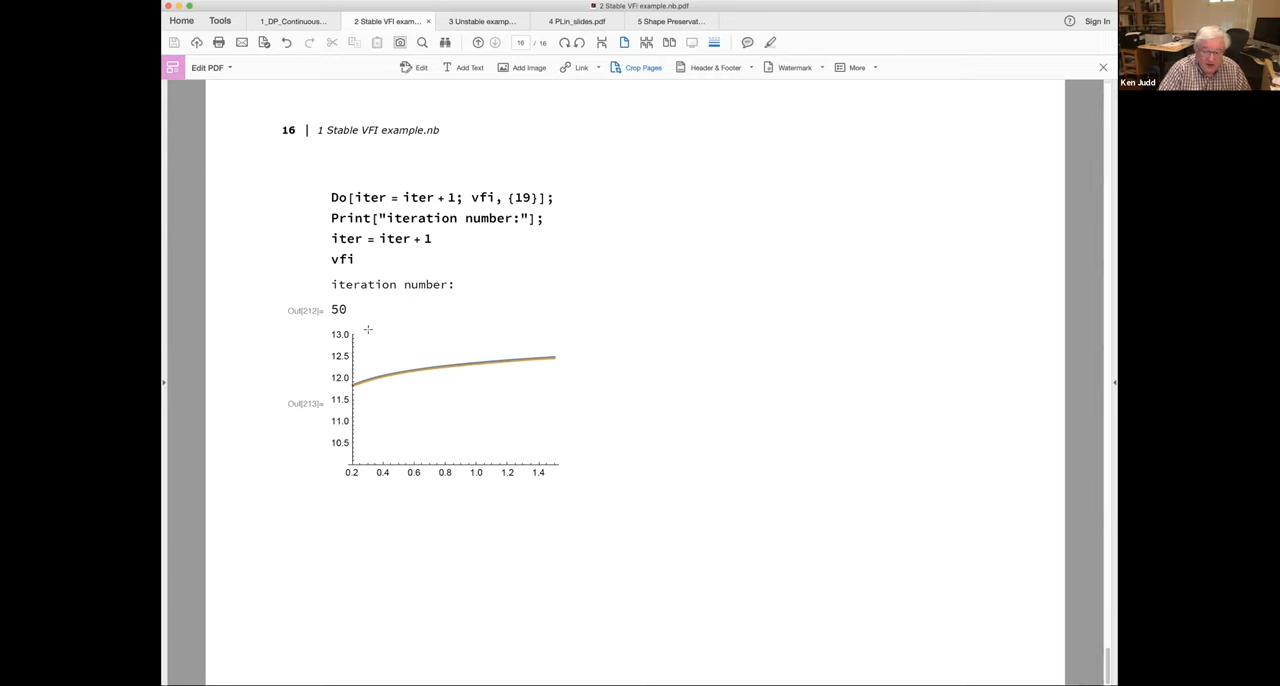 2 Stable VFI example.nb.pdf
Home
Tools
1_DP_Continuous...
2 Stable VFI exam... ×
3 Unstable examp...
4 PLin_slides.pdf
5 Shape Preservat...
Sign In
16 / 16
Edit PDF
Edit
Add Text
Add Image
Link
Crop Pages
Header & Footer
Watermark
More
Ken Judd
16 | 1 Stable VFI example.nb
Do[iter = iter + 1; vfi, {19}];
Print["iteration number:"];
iter = iter + 1
vfi
iteration number:
Out[212]= 50
13.0
12.5
12.0
11.5
Out[213]=
11.0
10.5
0.2 0.4 0.6 0.8 1.0 1.2 1.4